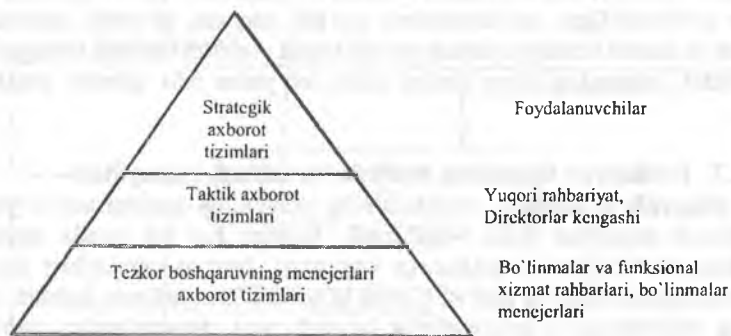 Strategik
axborot
tizimlari
Foydalanuvchilar
Taktik axborot
tizimlari
Yuqori rahbariyat,
Direktorlar kengashi
Tezkor boshqaruvning menejerlari
axborot tizimlari
Bo`linmalar va funksional
xizmat rahbarlari, bo`linmalar
menejerlari